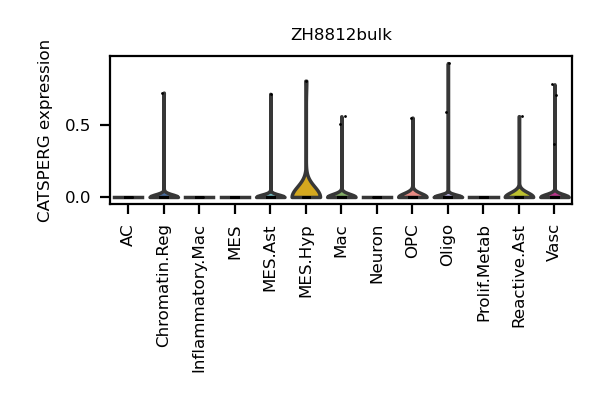 ZH8812bulk
CATSPERG expression
0.5
0.0
AC
Chromatin.Reg
Inflammatory.Mac
MES
MES.Ast
MES.Hyp
Mac
Neuron
OPC
Oligo
Prolif.Metab
Reactive.Ast
Vasc